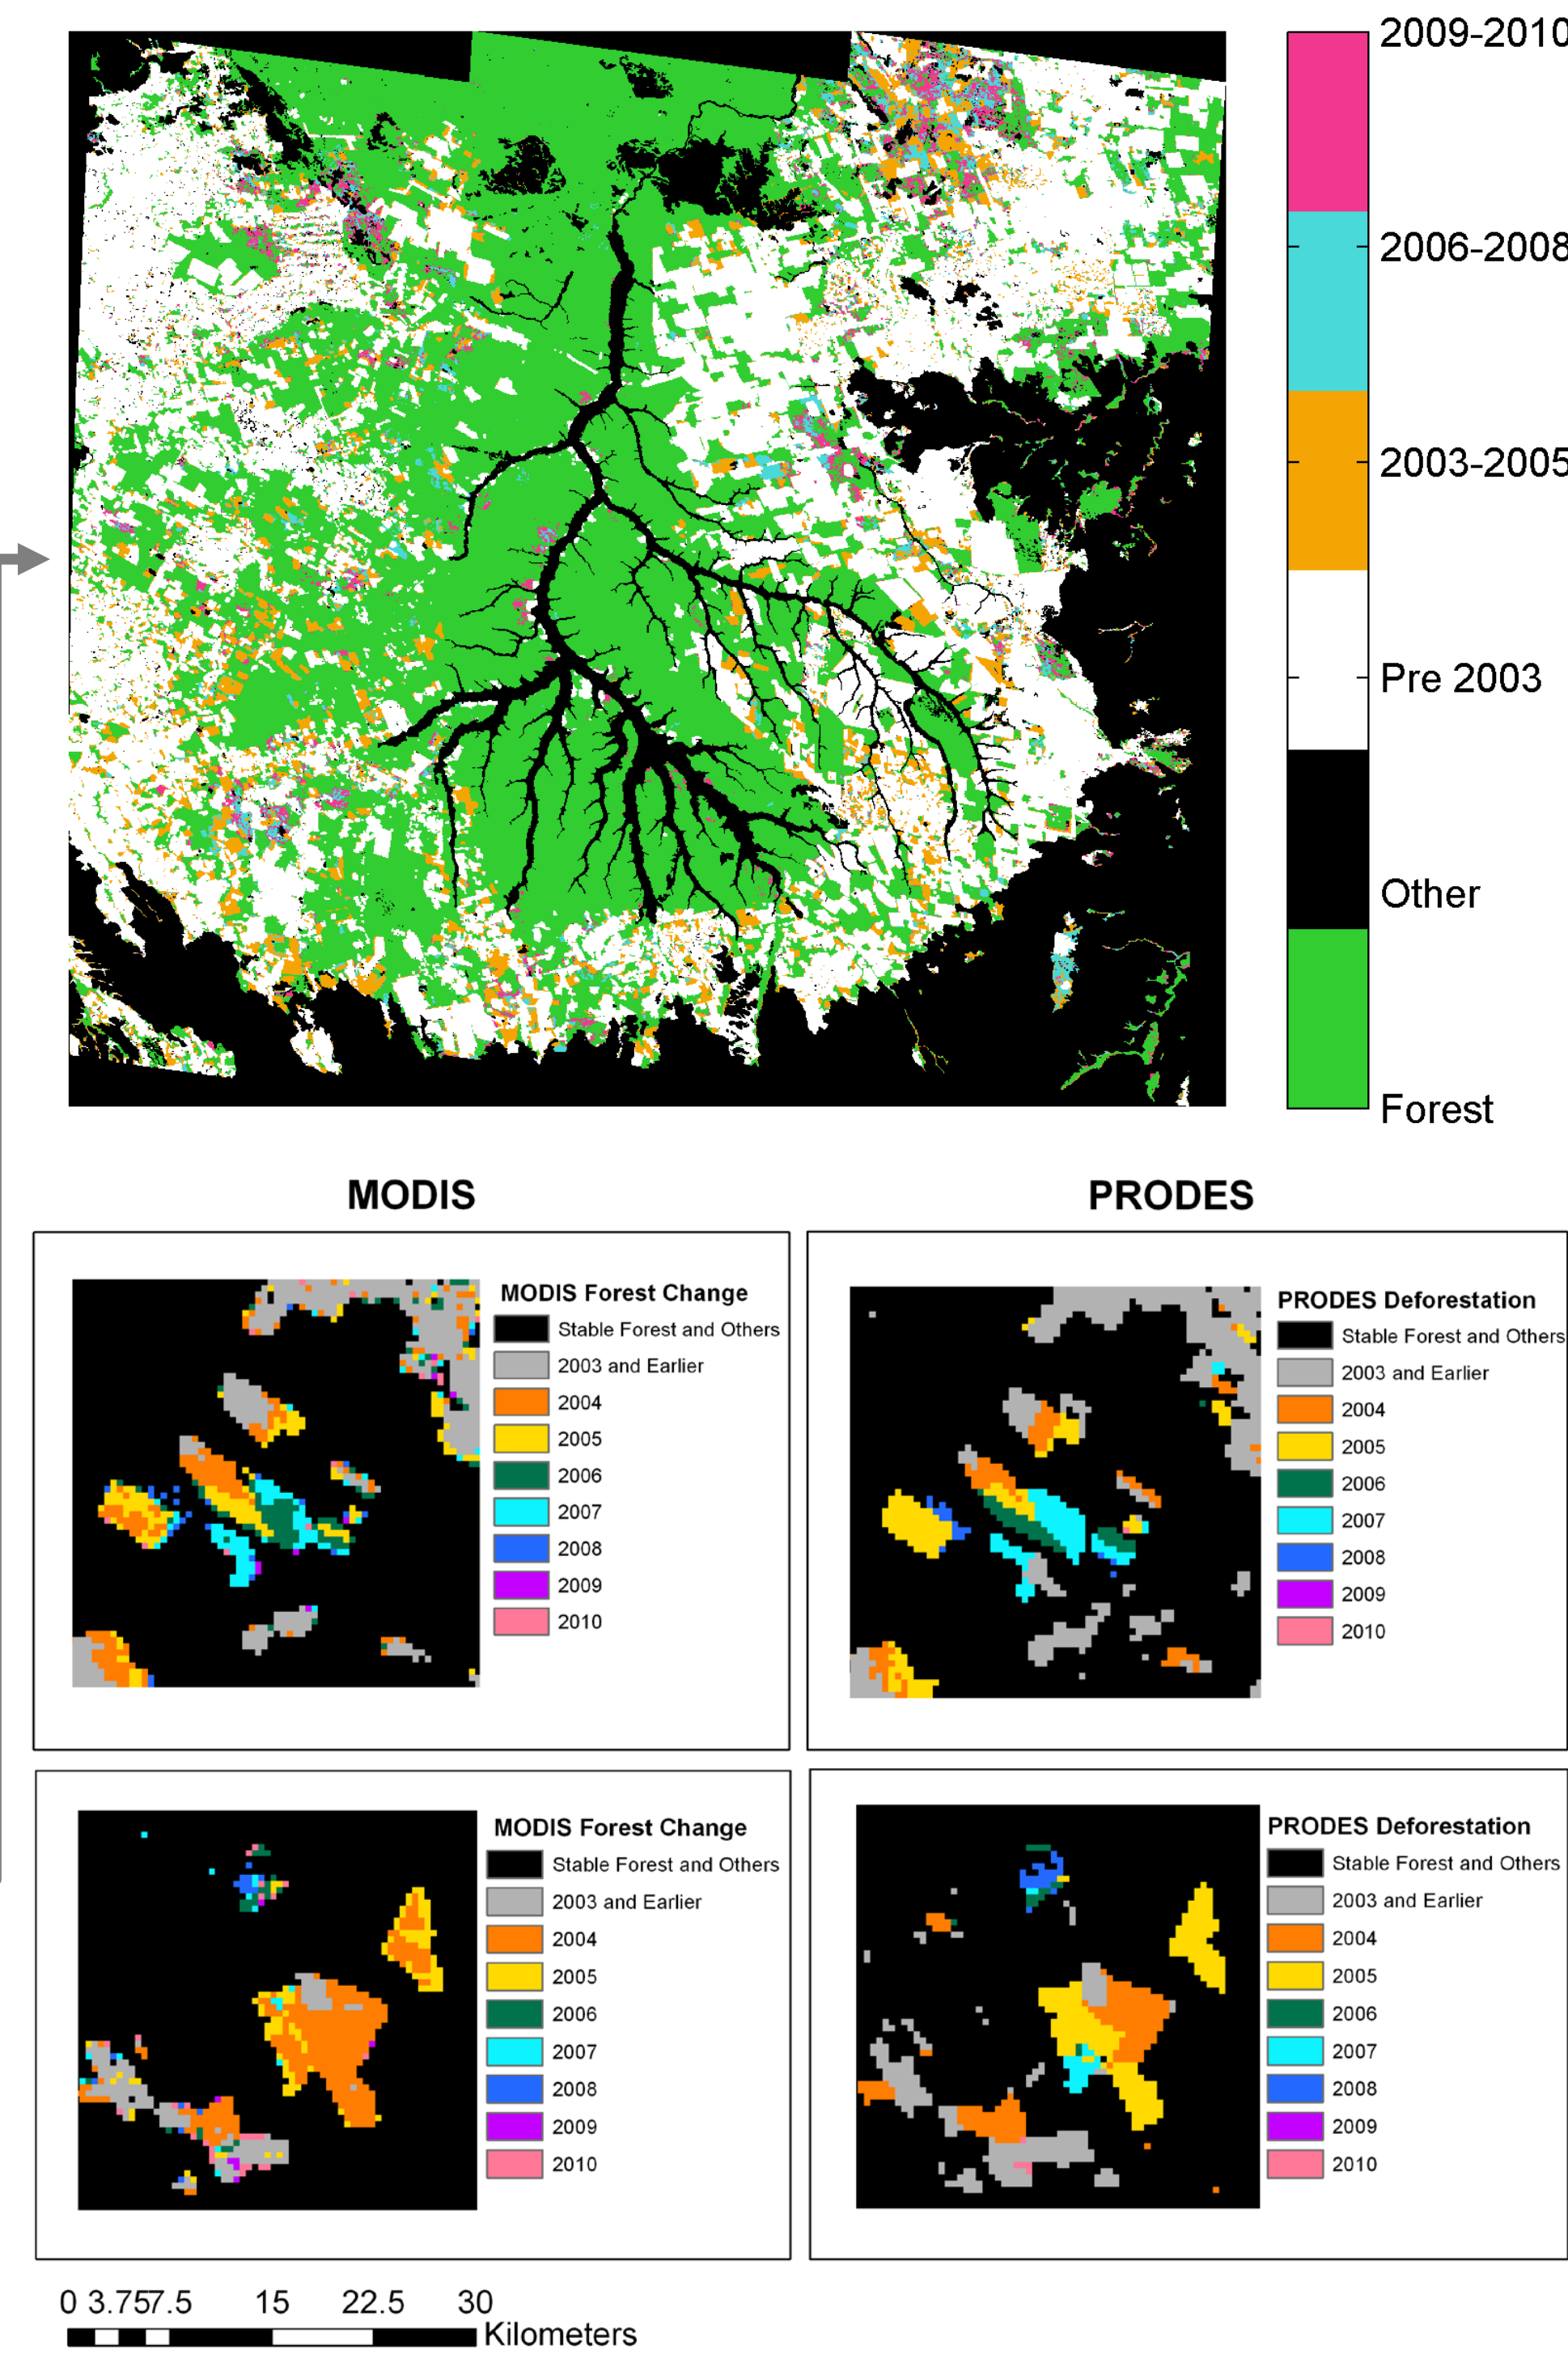 2009-2010
2006-2008
2003-2005
Pre 2003
Other
Forest
MODIS
PRODES
MODIS Forest Change
Stable Forest and Others
2003 and Earlier
2004
2005
2006
2007
2008
2009
2010
PRODES Deforestation
Stable Forest and Others
2003 and Earlier
2004
2005
2006
2007
2008
2009
2010
MODIS Forest Change
Stable Forest and Others
2003 and Earlier
2004
2005
2006
2007
2008
2009
2010
PRODES Deforestation
Stable Forest and Others
2003 and Earlier
2004
2005
2006
2007
2008
2009
2010
0 3.757.5 15 22.5 30
Kilometers